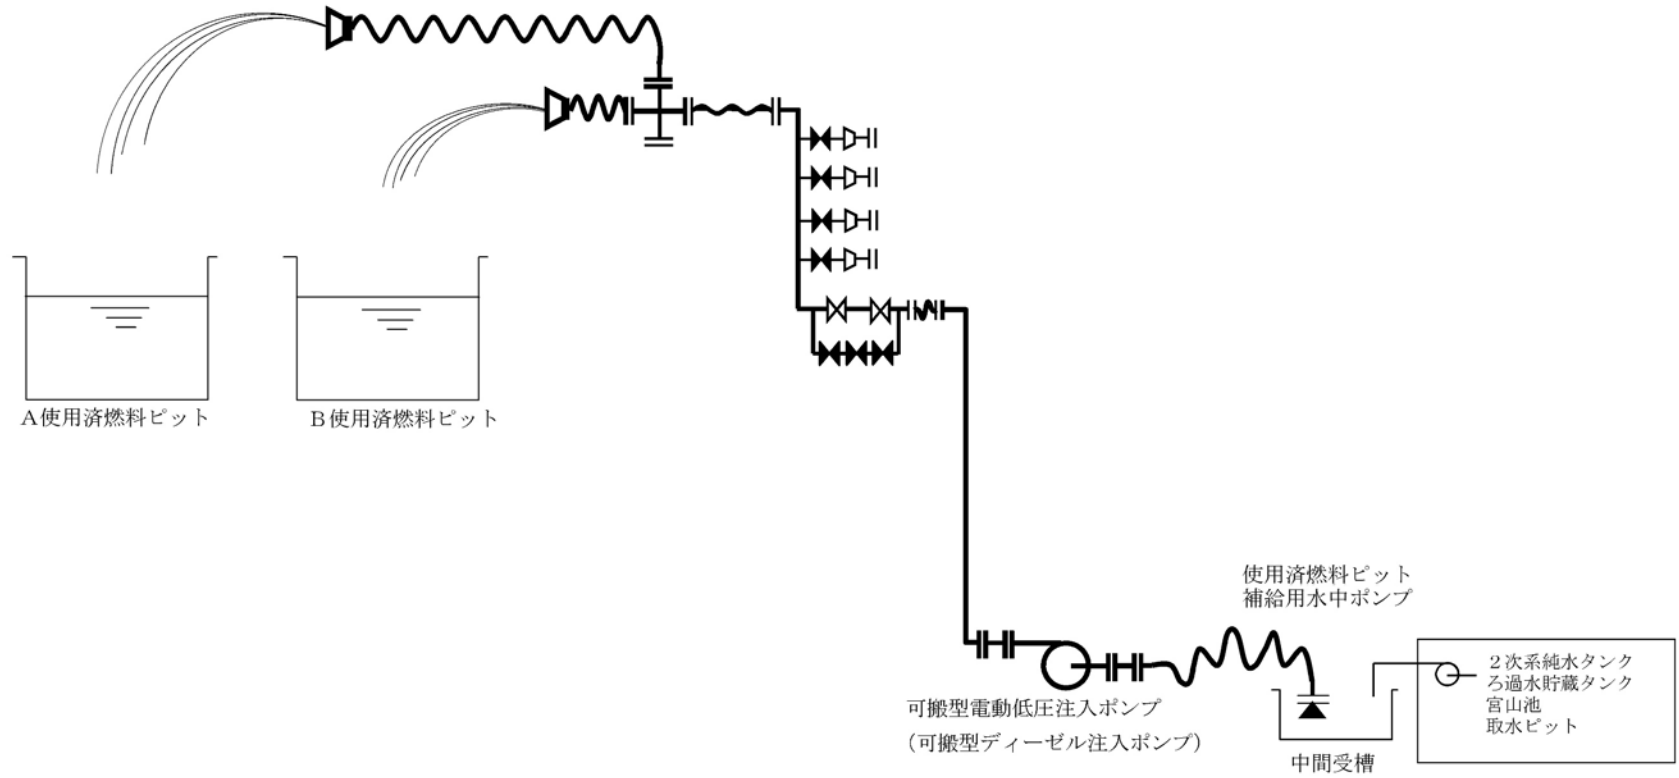 A使用済燃料ピット
B使用済燃料ピット
使用済燃料ピット
補給用水中ポンプ
2次系純水タンク
ろ過水貯蔵タンク
宮山池
取水ピット
可搬型電動低圧注入ポンプ
（可搬型ディーゼル注入ポンプ）
中間受槽